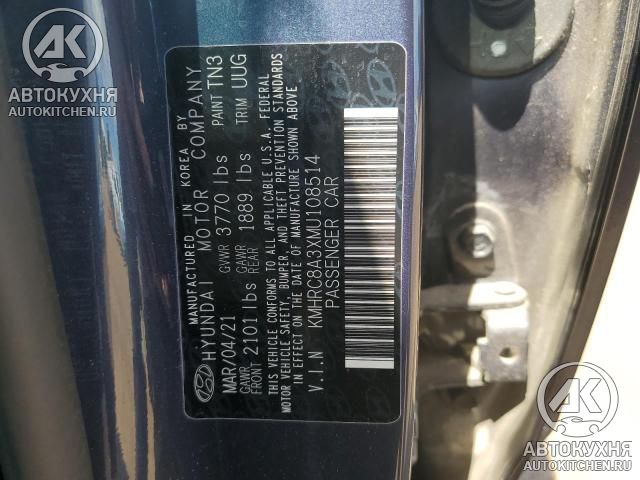 MANUFACTURED IN KOREA BY
HYUNDAI MOTOR COMPANY
MAR/04/21 GVWR 3770 lbs PAINT TN3
GAWR FRONT 2101 lbs GAWR REAR 1889 lbs TRIM UUG
THIS VEHICLE CONFORMS TO ALL APPLICABLE U.S.A. FEDERAL
MOTOR VEHICLE SAFETY, BUMPER, AND THEFT PREVENTION STANDARDS
IN EFFECT ON THE DATE OF MANUFACTURE SHOWN ABOVE
V.I.N KMHRC8A3XMU108514
PASSENGER CAR
АК
АВТОКУХНЯ
AUTOKITCHEN.RU
АК
АВТОКУХНЯ
AUTOKITCHEN.RU